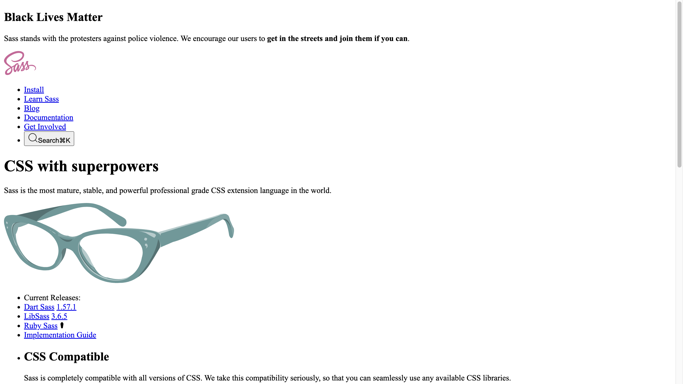 Black Lives Matter
Sass stands with the protesters against police violence. We encourage our users to get in the streets and join them if you can.
Sass
Install
Learn Sass
Blog
Documentation
Get Involved
Search⌘K
CSS with superpowers
Sass is the most mature, stable, and powerful professional grade CSS extension language in the world.
Current Releases:
Dart Sass 1.57.1
LibSass 3.6.5
Ruby Sass ⚰
Implementation Guide
CSS Compatible
Sass is completely compatible with all versions of CSS. We take this compatibility seriously, so that you can seamlessly use any available CSS libraries.